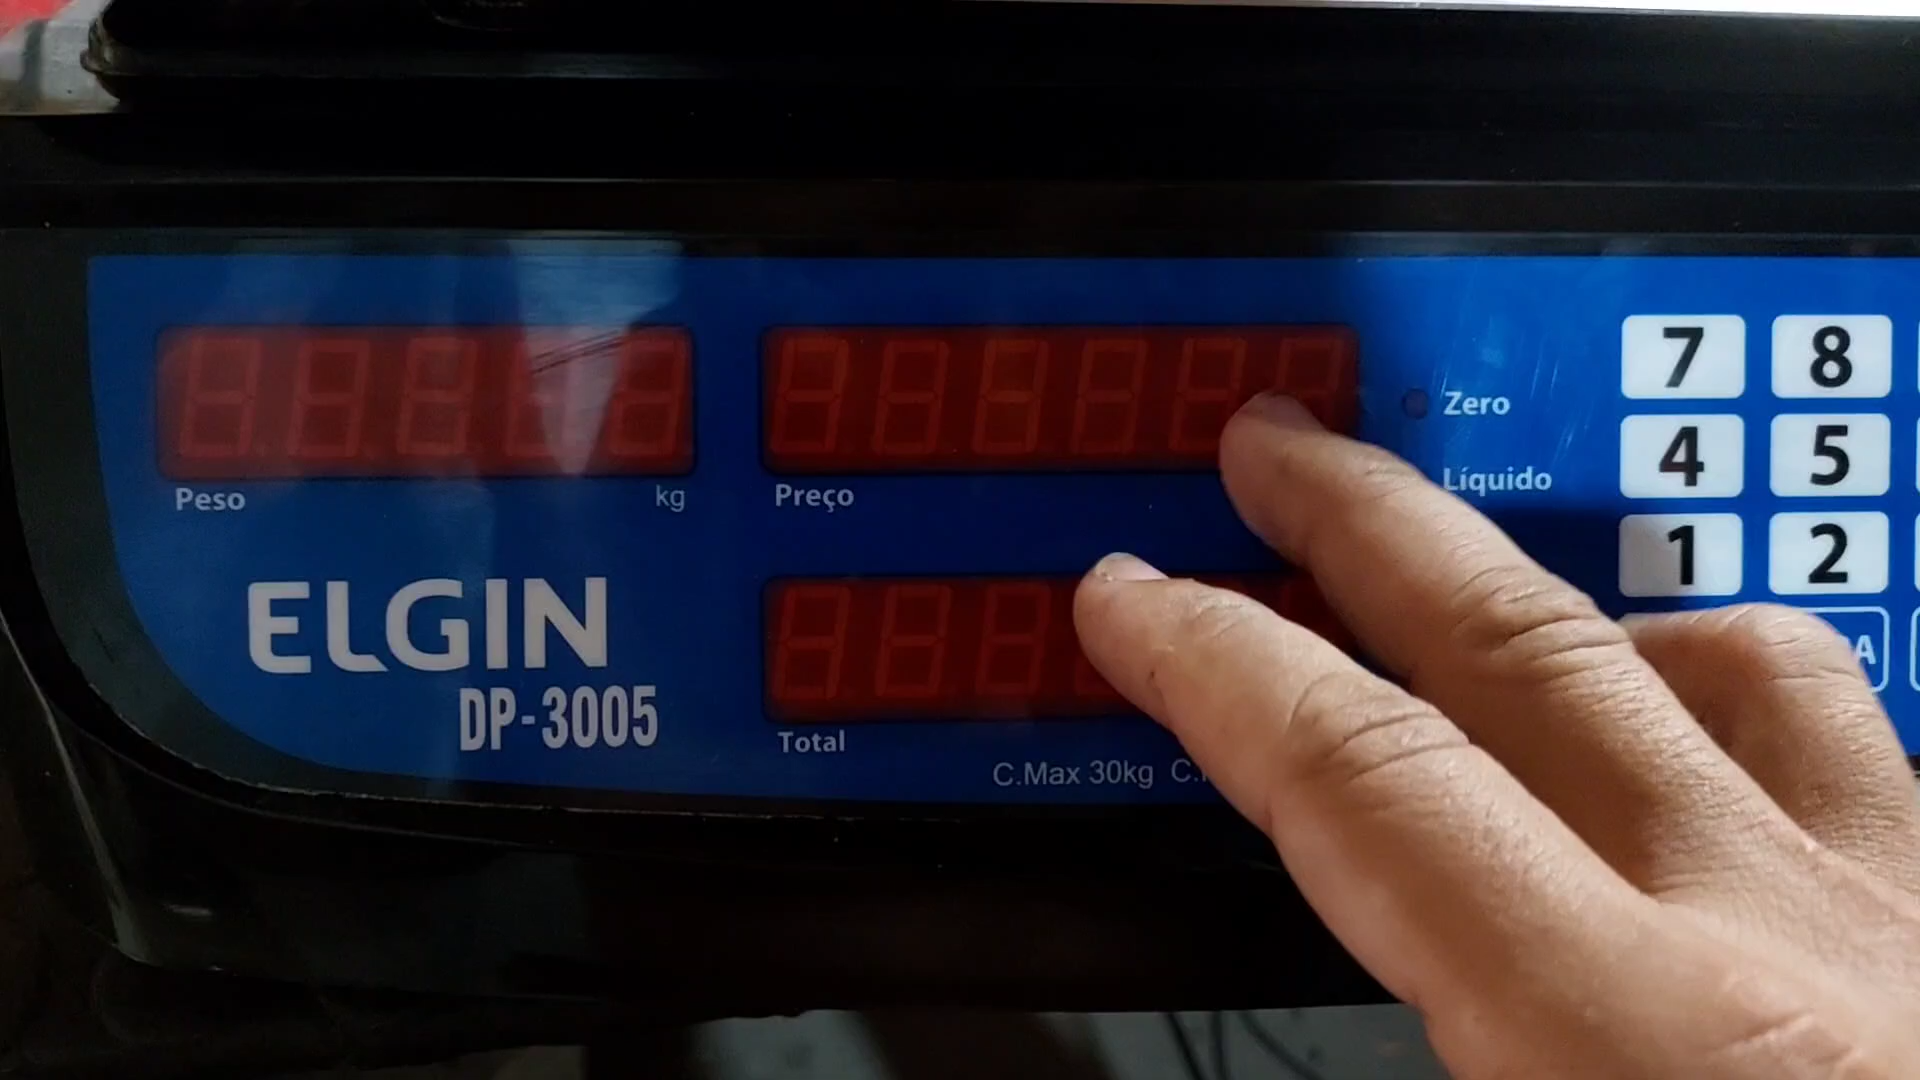 7 8
Zero
4 5
Líquido
Peso kg Preço
1 2
ELGIN
DP-3005
Total
C.Max 30kg